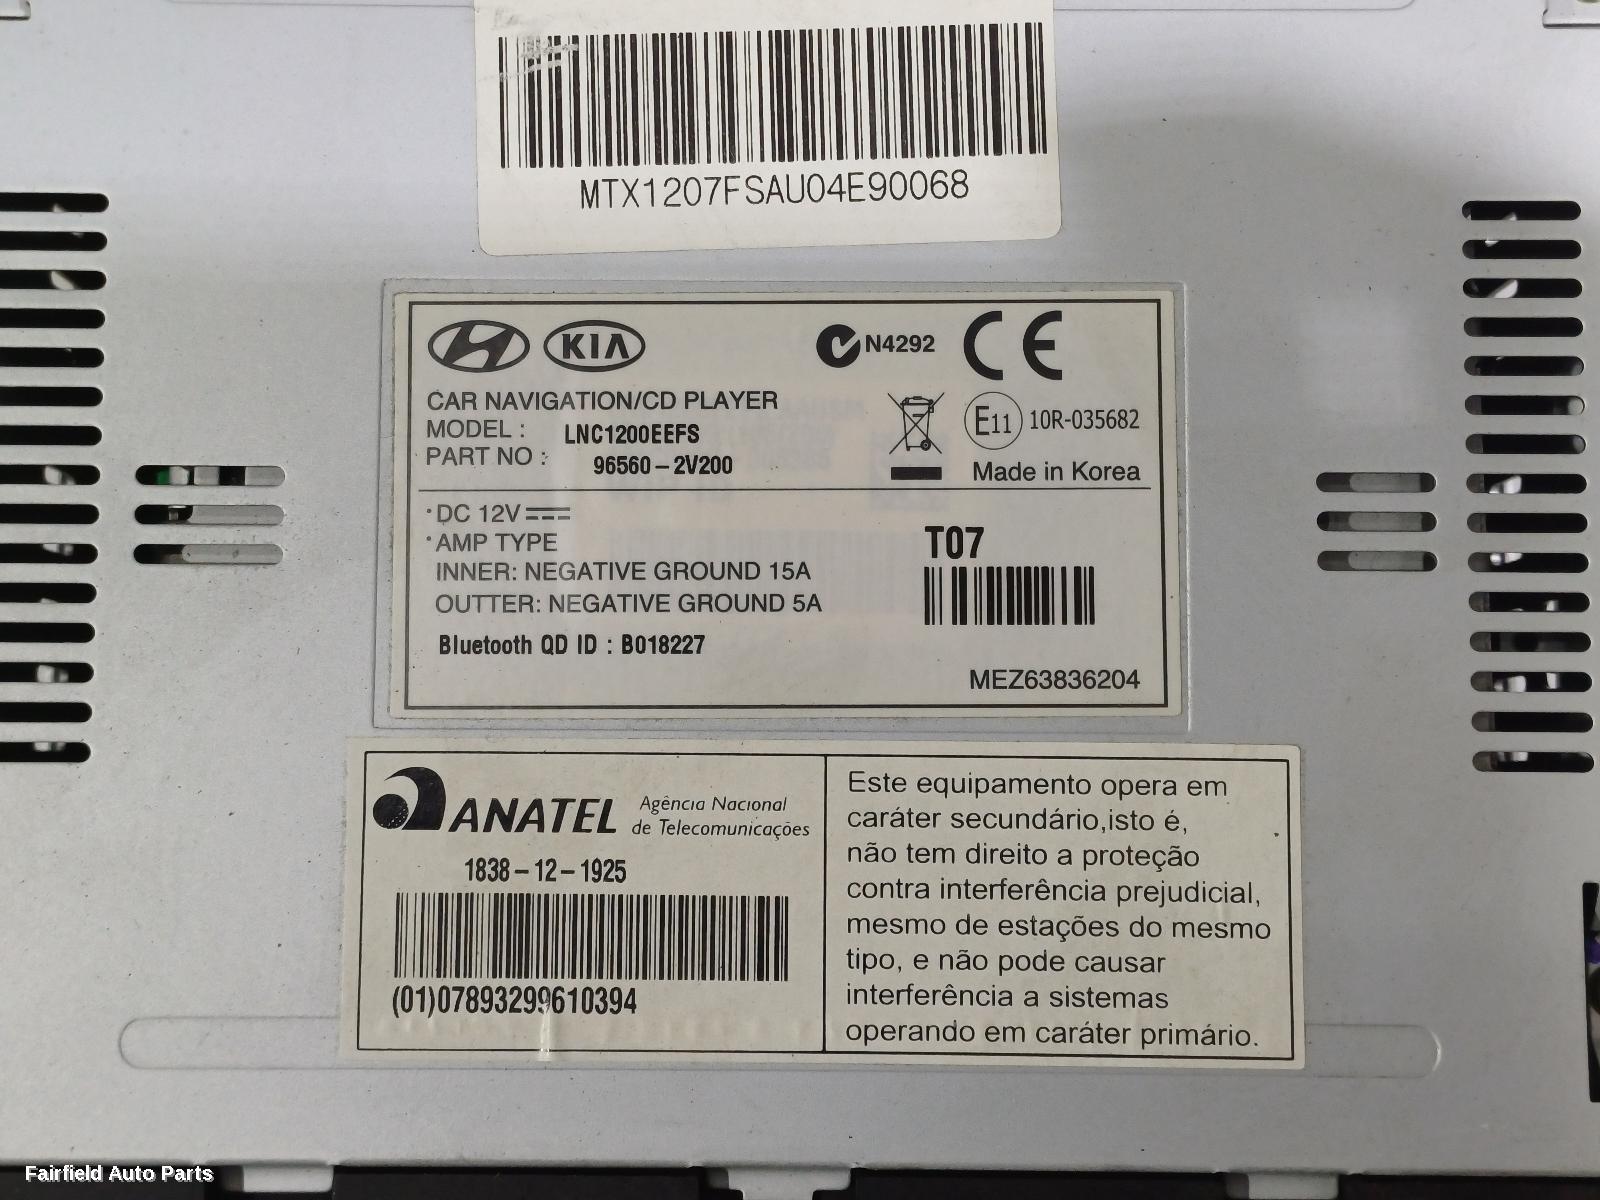 MTX1207FSAU04E90068
KIA
N4292
CE
CAR NAVIGATION/CD PLAYER
MODEL : LNC1200EEFS
PART NO : 96560-2V200
E11 10R-035682
Made in Korea
·DC 12V
·AMP TYPE
INNER: NEGATIVE GROUND 15A
OUTTER: NEGATIVE GROUND 5A
Bluetooth QD ID : B018227
T07
MEZ63836204
ANATEL
Agência Nacional
de Telecomunicações
1838-12-1925
(01)07893299610394
Este equipamento opera em
caráter secundário,isto é,
não tem direito a proteção
contra interferência prejudicial,
mesmo de estações do mesmo
tipo, e não pode causar
interferência a sistemas
operando em caráter primário.
Fairfield Auto Parts